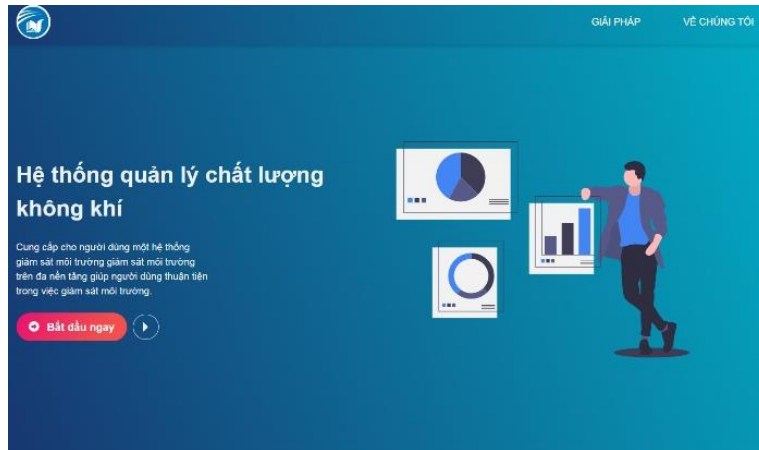 GIẢI PHÁP
VỀ CHÚNG TÔI
Hệ thống quản lý chất lượng
không khí
Cung cấp cho người dùng một hệ thống
giám sát môi trường giám sát môi trường
trên đa nền tảng giúp người dùng thuận tiện
trong việc giám sát môi trường.
Bắt đầu ngay